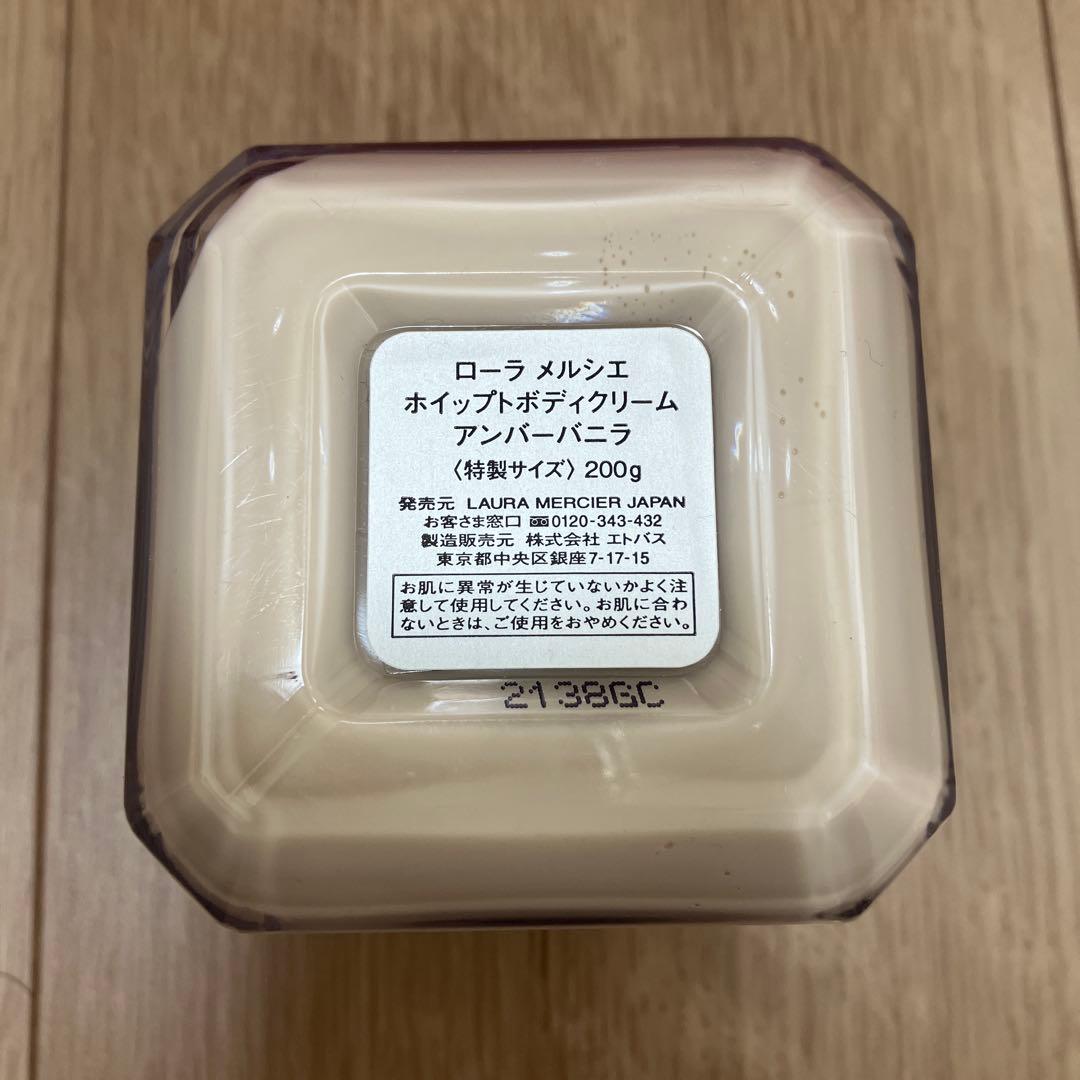 ローラ メルシエ
ホイップトボディクリーム
アンバーバニラ
〈特製サイズ〉200g
発売元 LAURA MERCIER JAPAN
お客さま窓口 0120-343-432
製造販売元 株式会社 エトバス
東京都中央区銀座7-17-15
お肌に異常が生じていないかよく注
意して使用してください。お肌に合わ
ないときは、ご使用をおやめください。
2138GC